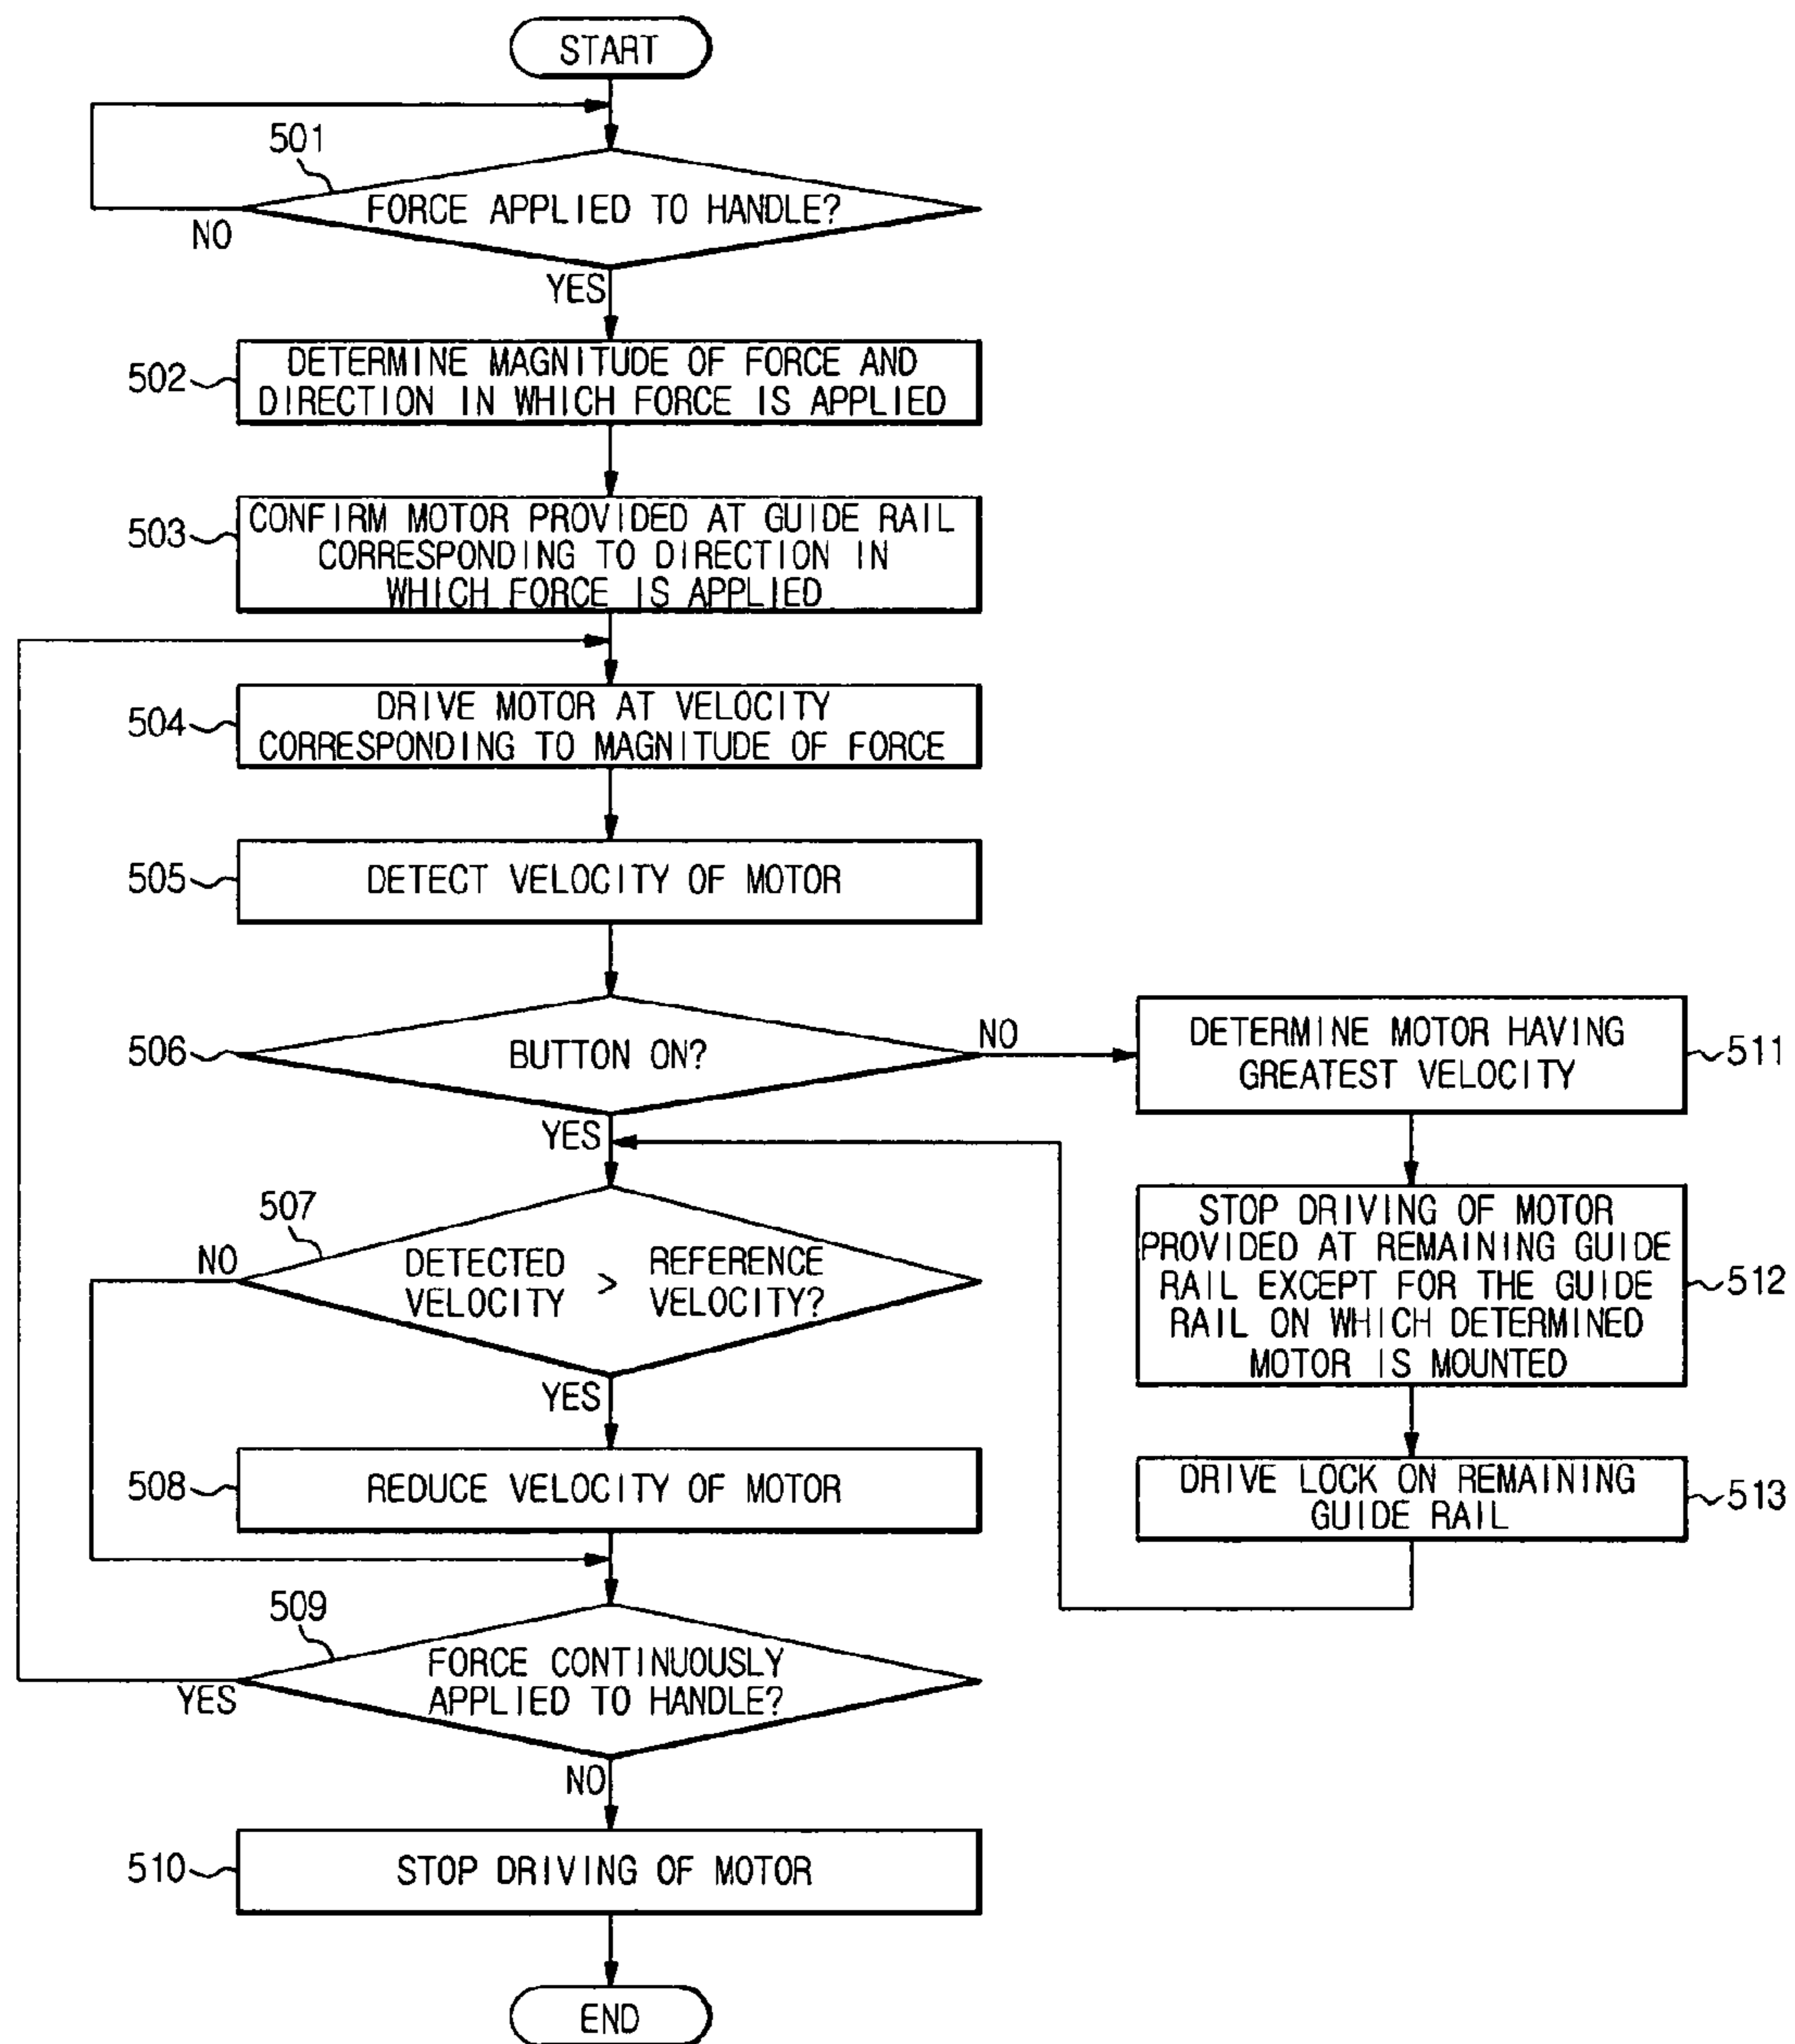 START
501
FORCE APPLIED TO HANDLE?
NO
YES
502
DETERMINE MAGNITUDE OF FORCE AND
DIRECTION IN WHICH FORCE IS APPLIED
503
CONFIRM MOTOR PROVIDED AT GUIDE RAIL
CORRESPONDING TO DIRECTION IN
WHICH FORCE IS APPLIED
504
DRIVE MOTOR AT VELOCITY
CORRESPONDING TO MAGNITUDE OF FORCE
505
DETECT VELOCITY OF MOTOR
506
BUTTON ON?
NO
YES
DETERMINE MOTOR HAVING
GREATEST VELOCITY
511
STOP DRIVING OF MOTOR
PROVIDED AT REMAINING GUIDE
RAIL EXCEPT FOR THE GUIDE
RAIL ON WHICH DETERMINED
MOTOR IS MOUNTED
512
DRIVE LOCK ON REMAINING
GUIDE RAIL
513
507
NO
DETECTED > REFERENCE
VELOCITY VELOCITY?
YES
508
REDUCE VELOCITY OF MOTOR
509
FORCE CONTINUOUSLY
APPLIED TO HANDLE?
YES
NO
510
STOP DRIVING OF MOTOR
END